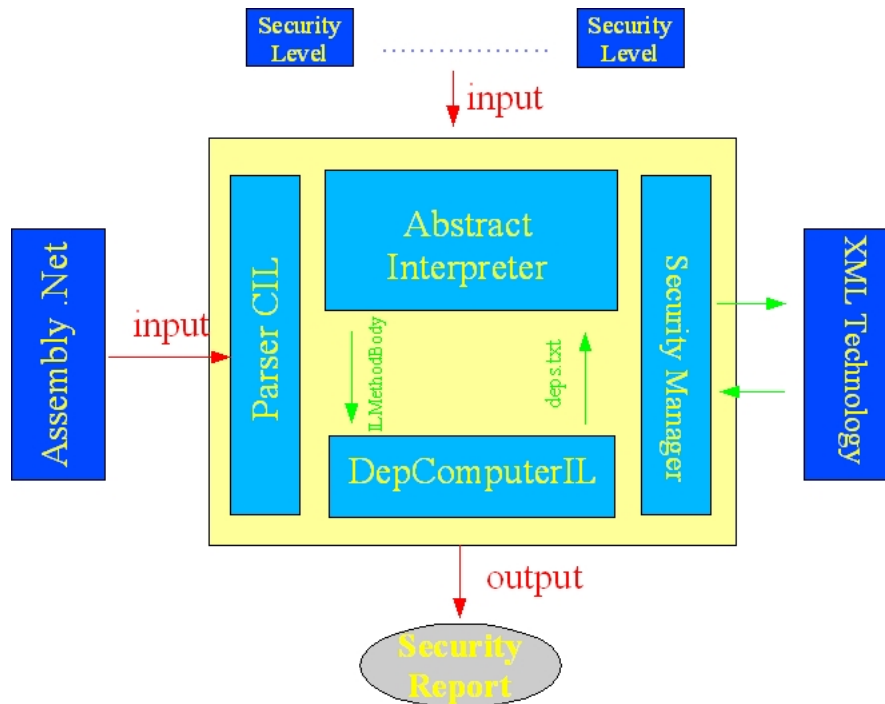 Security
Level
Security
Level
input
Assembly .Net
input
Parser CIL
Abstract
Interpreter
ILMethodBody
deps.txt
DepComputerIL
Security Manager
XML Technology
output
Security
Report